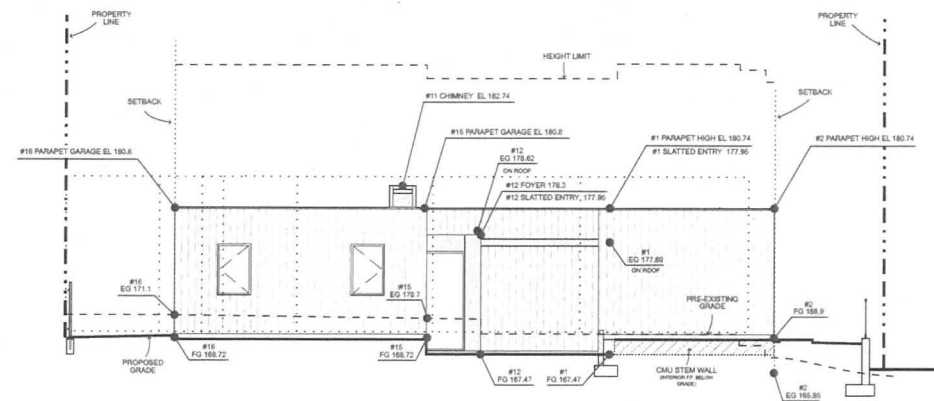 PROPERTY
LINE
PROPERTY
LINE
HEIGHT LIMIT
SETBACK
SETBACK
#11 CHIMNEY EL 182.74
#16 PARAPET GARAGE EL 180.8
#15 PARAPET GARAGE EL 180.8
#12
EG 178.62
ON ROOF
#1 PARAPET HIGH EL 180.74
#1 SLATTED ENTRY 177.96
#2 PARAPET HIGH EL 180.74
#12 FOYER 178.3
#12 SLATTED ENTRY, 177.96
#1
EG 177.69
ON ROOF
#16
EG 171.1
#15
EG 170.7
PRE-EXISTING
GRADE
#2
FG 168.9
PROPOSED
GRADE
#16
FG 168.72
#15
FG 168.72
#12
FG 167.47
#1
FG 167.47
CMU STEM WALL
(INTERIOR F.F. BELOW
GRADE)
#2
EG 165.85